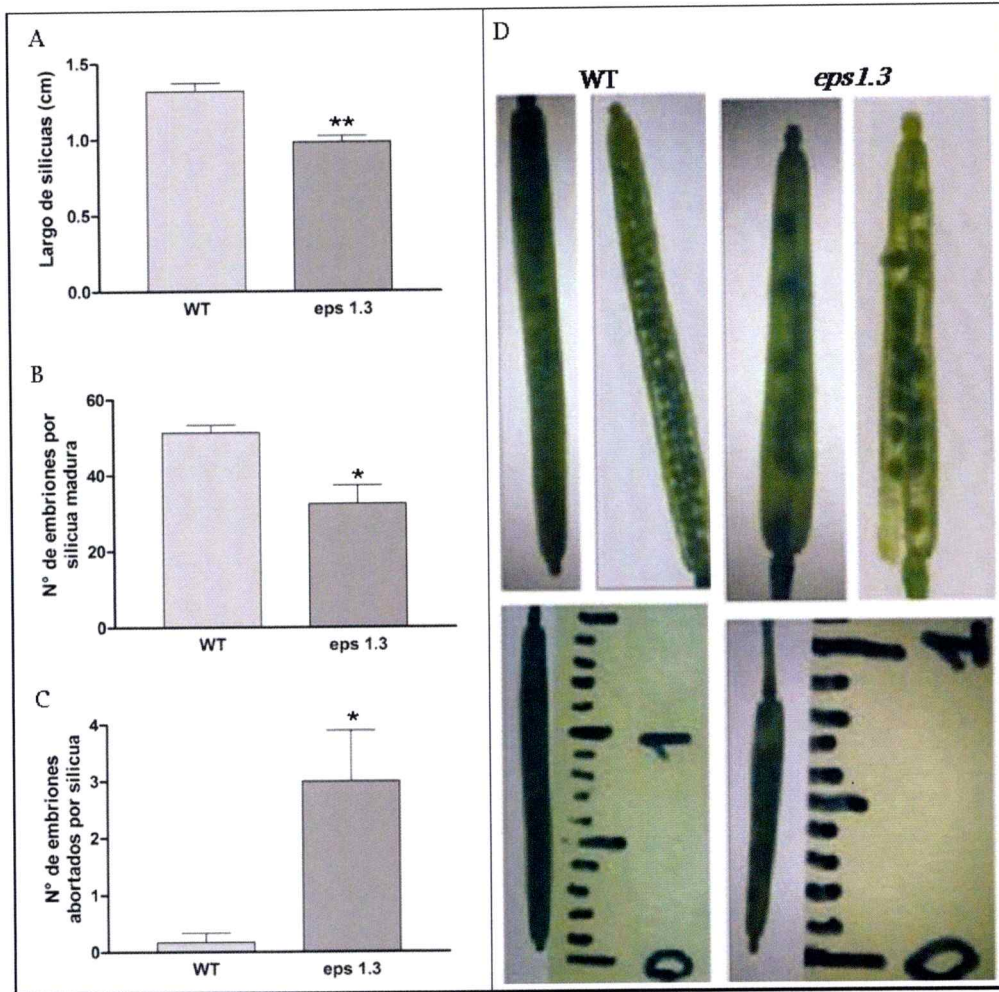 A
Largo de silicuas (cm)
1.5
1.0
0.5
0.0
**
WT
eps 1.3
B
N° de embriones por
silicua madura
60
40
20
0
*
WT
eps 1.3
C
N° de embriones
abortados por silicua
4
3
2
1
0
*
WT
eps 1.3
D
WT
eps1.3
1
0
1
0